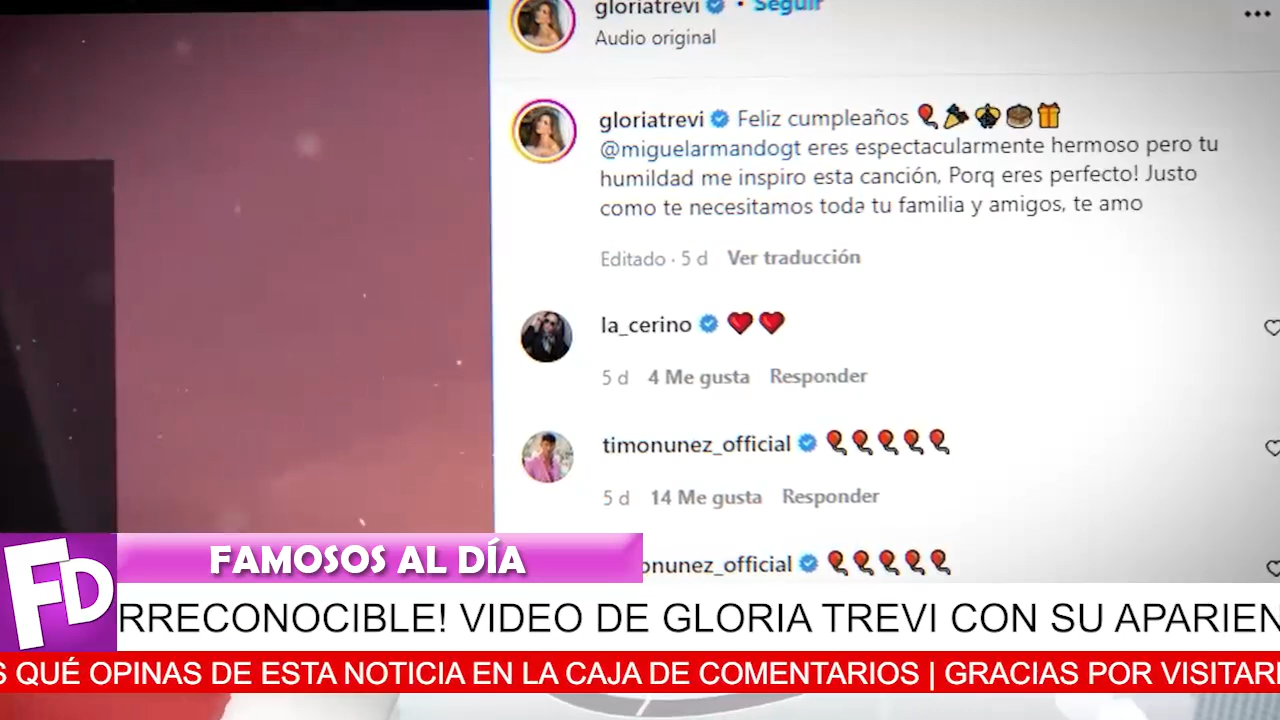 gloriatrevi • Seguir
Audio original
gloriatrevi Feliz cumpleaños
@miguelarmandogt eres espectacularmente hermoso pero tu
humildad me inspiro esta canción, Porq eres perfecto! Justo
como te necesitamos toda tu familia y amigos, te amo
Editado · 5 d Ver traducción
la_cerino
5 d 4 Me gusta Responder
timonunez_official
5 d 14 Me gusta Responder
onunez_official
FAMOSOS AL DÍA
FD
RRECONOCIBLE! VIDEO DE GLORIA TREVI CON SU APARIEN
S QUÉ OPINAS DE ESTA NOTICIA EN LA CAJA DE COMENTARIOS | GRACIAS POR VISITAR